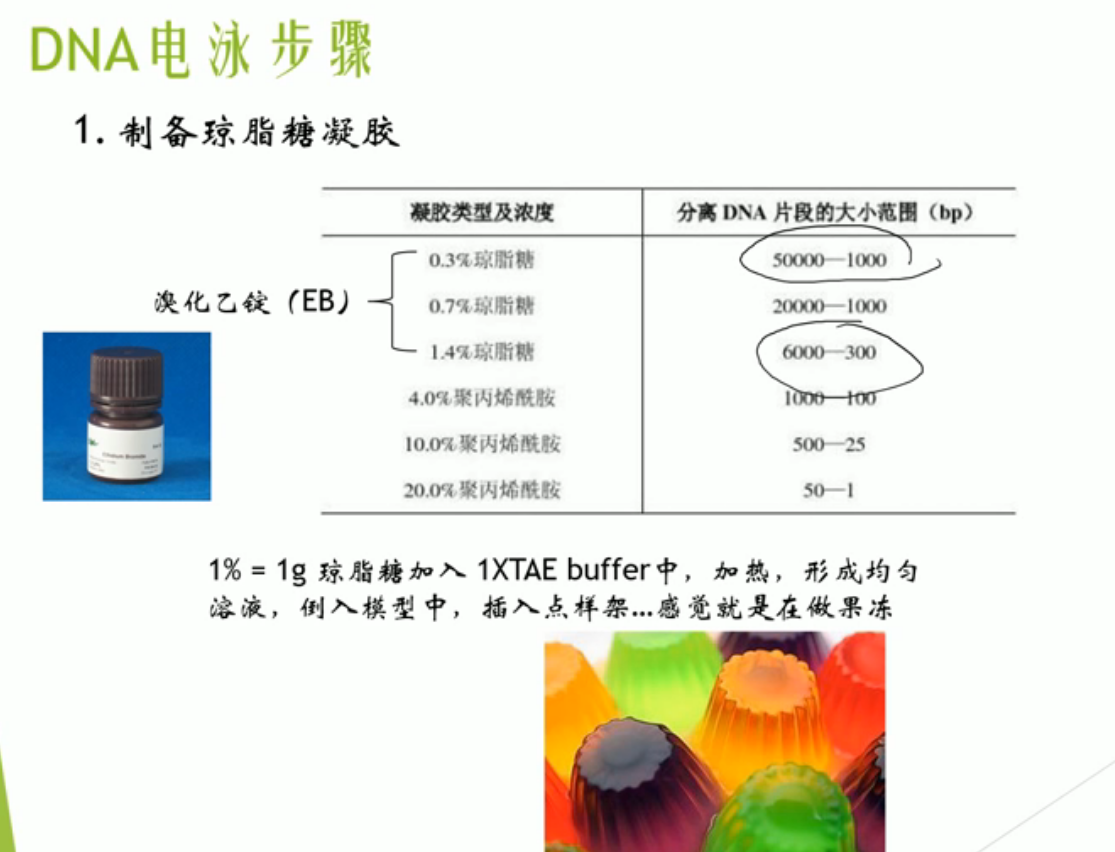 DNA电泳步骤
1. 制备琼脂糖凝胶
凝胶类型及浓度 分离 DNA 片段的大小范围（bp）
0.3%琼脂糖 50000—1000
溴化乙锭（EB）
0.7%琼脂糖 20000—1000
1.4%琼脂糖 6000—300
4.0%聚丙烯酰胺 1000—100
10.0%聚丙烯酰胺 500—25
20.0%聚丙烯酰胺 50—1
Ethidium Bromide
1% = 1g 琼脂糖加入 1XTAE buffer中，加热，形成均匀
溶液，倒入模型中，插入点样架…感觉就是在做果冻